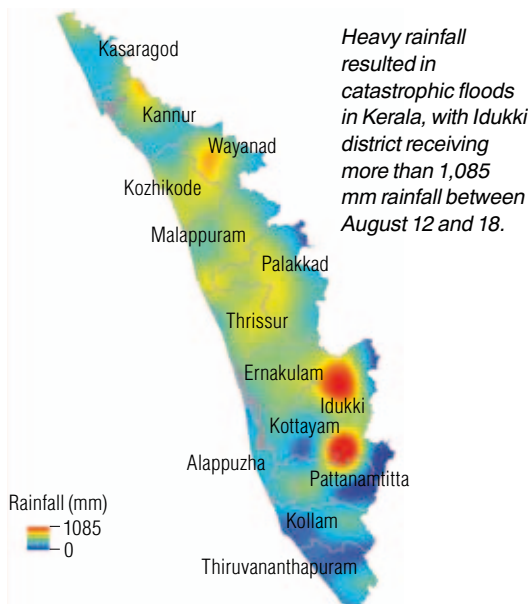 Heavy rainfall
resulted in
catastrophic floods
in Kerala, with Idukki
district receiving
more than 1,085
mm rainfall between
August 12 and 18.
Kasaragod
Kannur
Wayanad
Kozhikode
Malappuram
Palakkad
Thrissur
Ernakulam
Idukki
Kottayam
Alappuzha
Pattanamtitta
Kollam
Thiruvananthapuram
Rainfall (mm)
1085
0